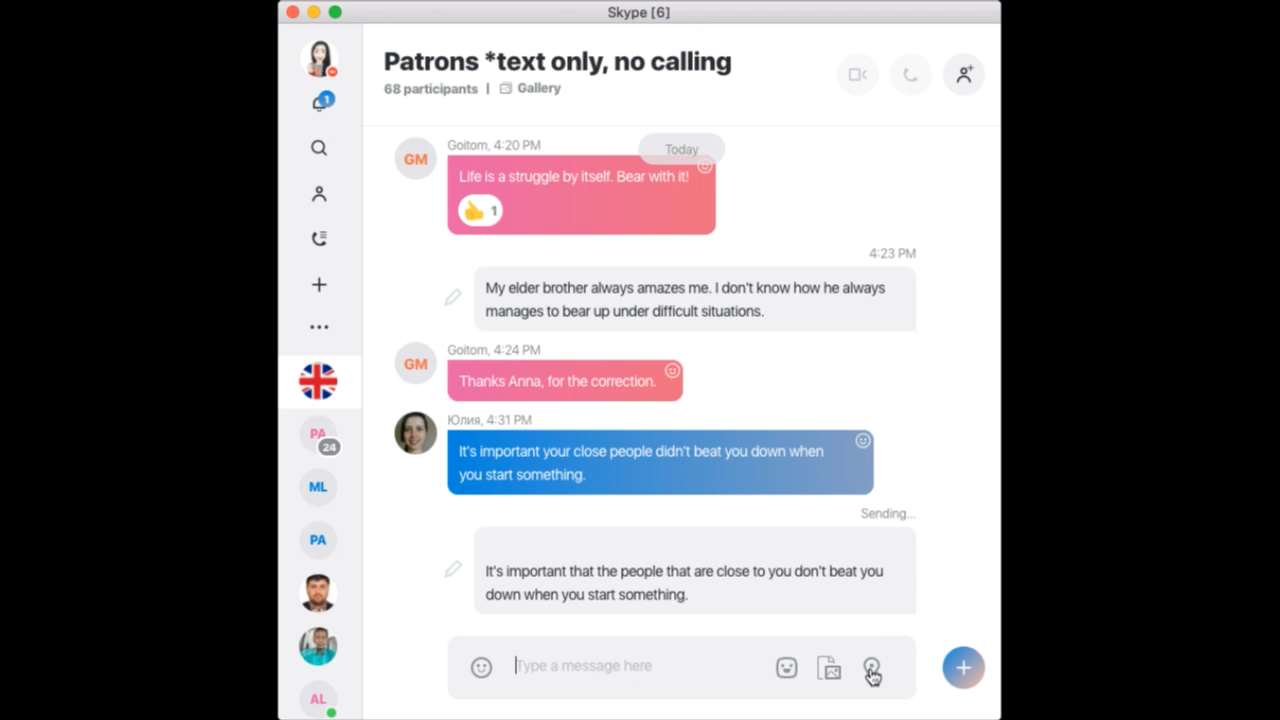 Skype [6]
Patrons *text only, no calling
68 participants | Gallery
1
Today
Goitom, 4:20 PM
GM
Life is a struggle by itself. Bear with it!
1
4:23 PM
My elder brother always amazes me. I don't know how he always
manages to bear up under difficult situations.
Goitom, 4:24 PM
GM
Thanks Anna, for the correction.
Юлия, 4:31 PM
It's important your close people didn't beat you down when
you start something.
PA
24
ML
Sending...
PA
It's important that the people that are close to you don't beat you
down when you start something.
Type a message here
AL